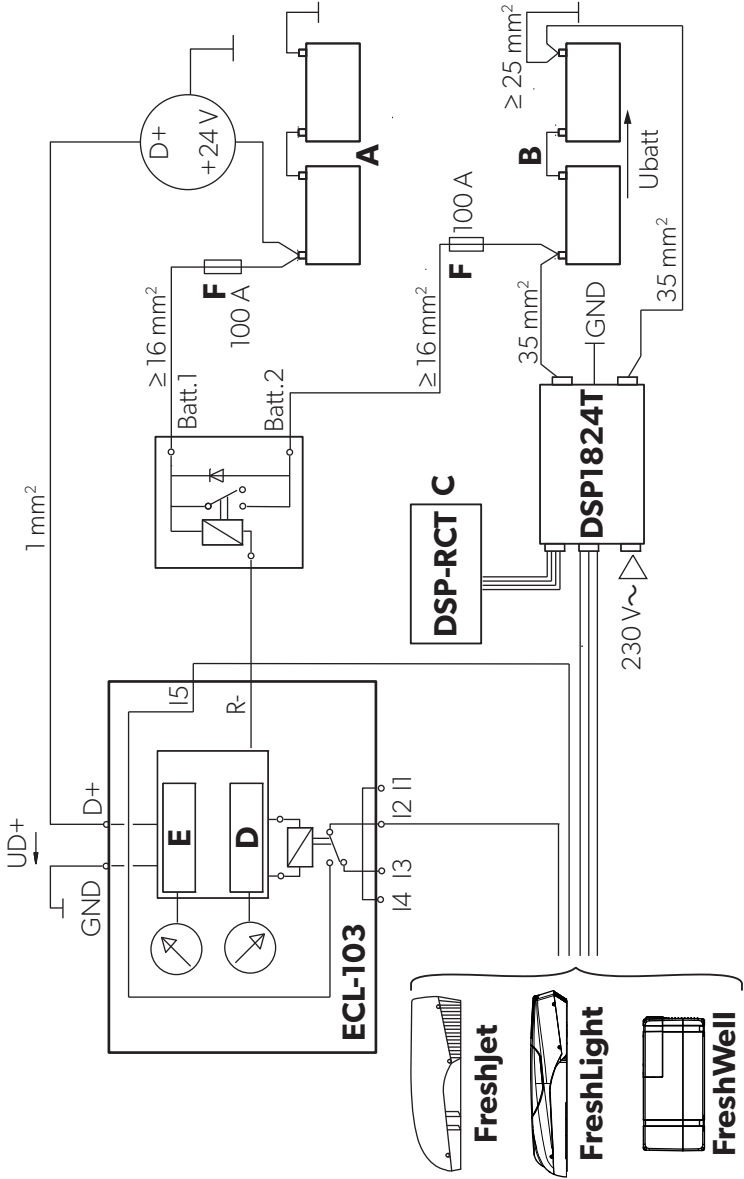 UD+
GND
D+
1 mm²
D+
+24 V
E
D
I5
R-
ECL-103
I4
I3
I2
I1
Batt.1
Batt.2
≥ 16 mm²
F
100 A
A
≥ 16 mm²
F
100 A
B
≥ 25 mm²
Ubatt
35 mm²
35 mm²
GND
DSP-RCT
C
DSP1824T
230 V~
FreshJet
FreshLight
FreshWell